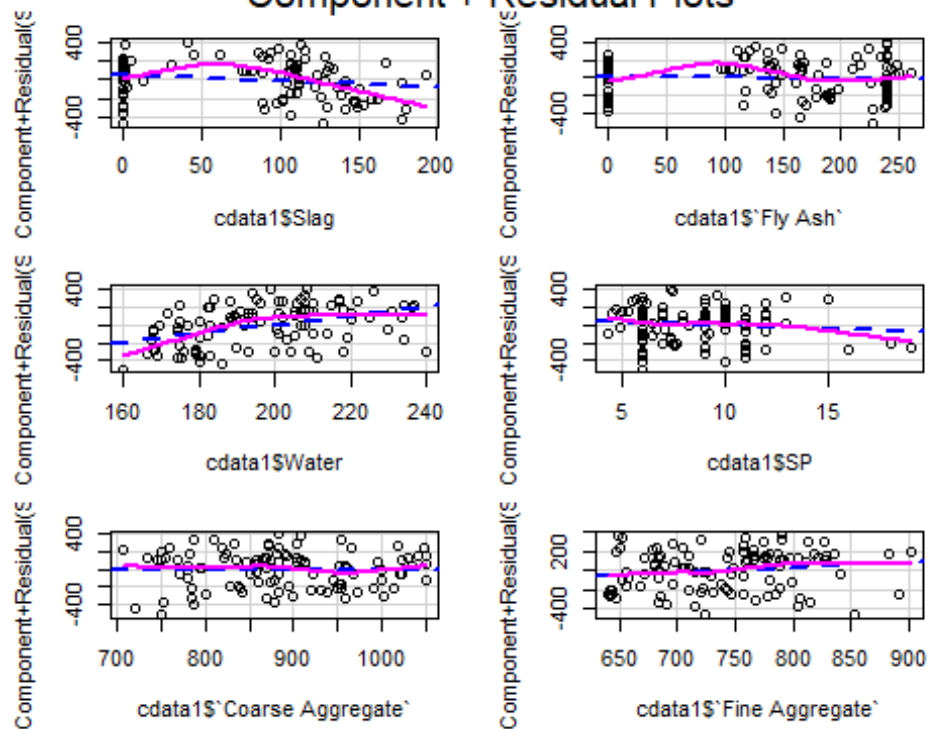 Component + Residual Plots
Component+Residual(S
400
-400
0 50 100 150 200
cdata1$Slag
Component+Residual(S
400
-400
0 50 100 150 200 250
cdata1$`Fly Ash`
Component+Residual(S
400
-400
160 180 200 220 240
cdata1$Water
Component+Residual(S
400
-400
5 10 15
cdata1$SP
Component+Residual(S
400
-400
700 800 900 1000
cdata1$`Coarse Aggregate`
Component+Residual(S
200
-400
650 700 750 800 850 900
cdata1$`Fine Aggregate`